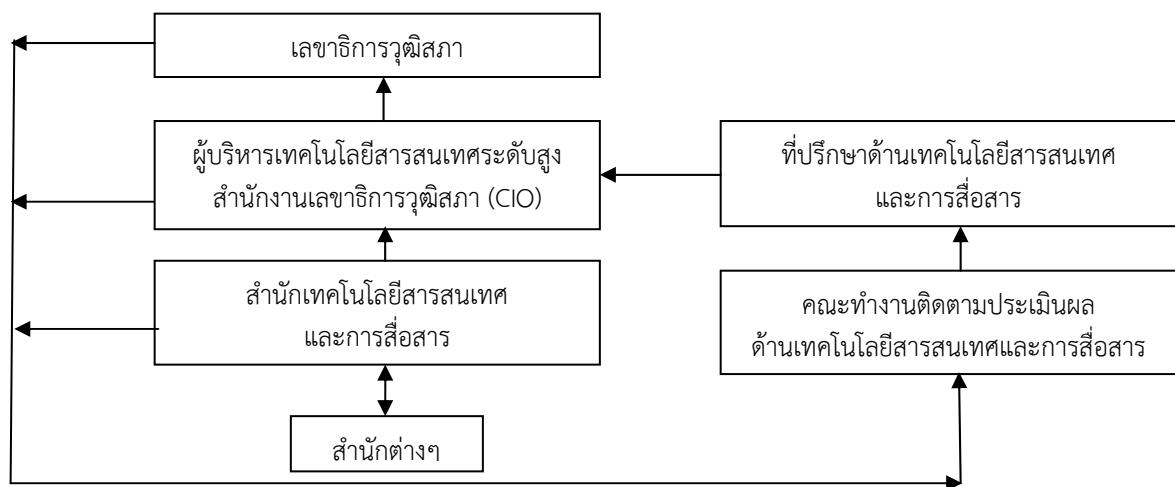 เลขาธิการวุฒิสภา
ผู้บริหารเทคโนโลยีสารสนเทศระดับสูง
สำนักงานเลขาธิการวุฒิสภา (CIO)
ที่ปรึกษาด้านเทคโนโลยีสารสนเทศ
และการสื่อสาร
สำนักเทคโนโลยีสารสนเทศ
และการสื่อสาร
คณะทำงานติดตามประเมินผล
ด้านเทคโนโลยีสารสนเทศและการสื่อสาร
สำนักต่างๆ